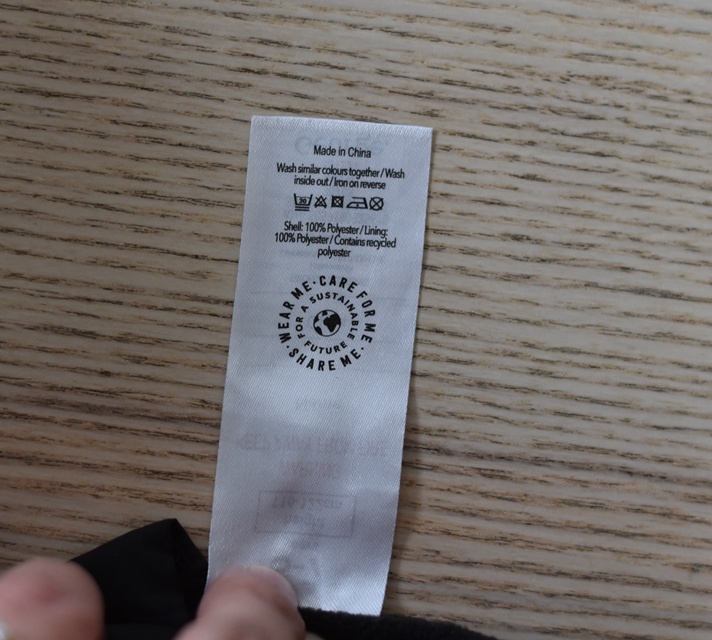 Made in China
Wash similar colours together / Wash
inside out / Iron on reverse
30
Shell: 100% Polyester / Lining:
100% Polyester / Contains recycled
polyester
WEAR ME · CARE FOR ME · SHARE ME ·
FOR A SUSTAINABLE FUTURE